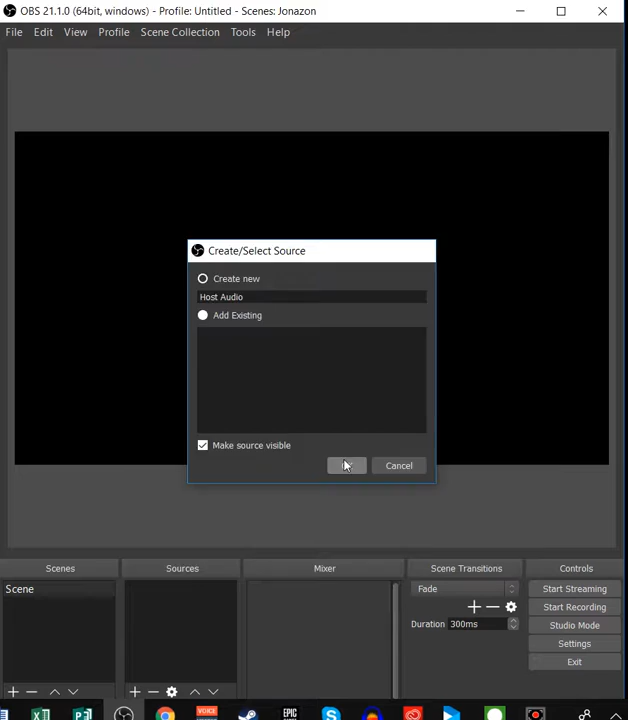 OBS 21.1.0 (64bit, windows) - Profile: Untitled - Scenes: Jonazon
File Edit View Profile Scene Collection Tools Help
Create/Select Source
Create new
Host Audio
Add Existing
Make source visible
Cancel
Scenes Sources Mixer Scene Transitions Controls
Scene
Fade
Duration 300ms
Start Streaming
Start Recording
Studio Mode
Settings
Exit
VOICE
EPIC